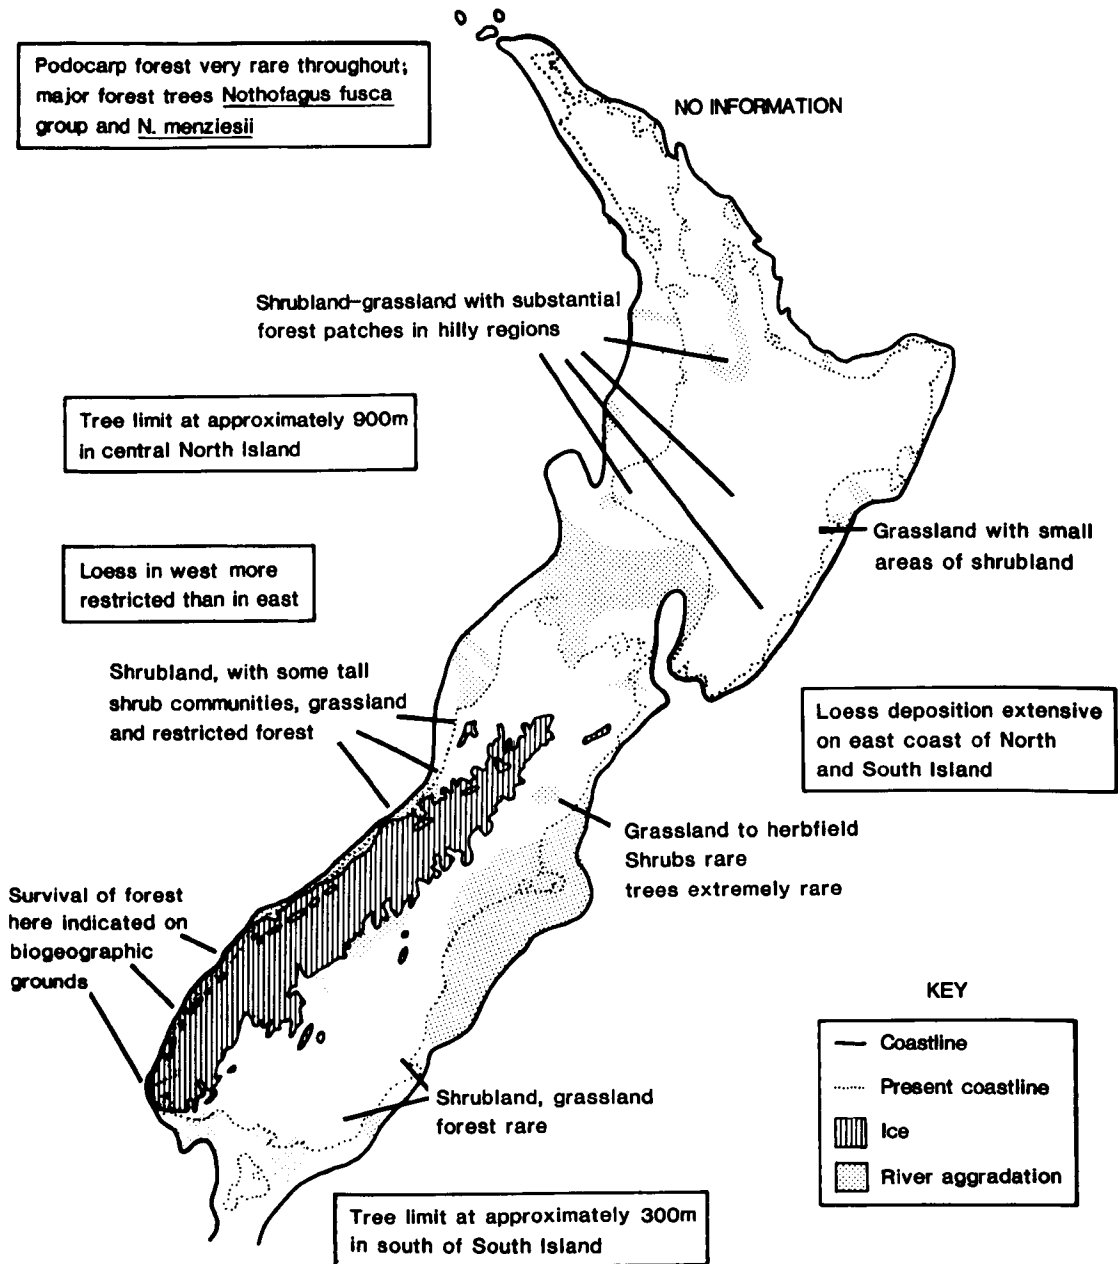 Podocarp forest very rare throughout;
major forest trees Nothofagus fusca
group and N. menziesii
NO INFORMATION
Shrubland-grassland with substantial
forest patches in hilly regions
Tree limit at approximately 900m
in central North Island
Grassland with small
areas of shrubland
Loess in west more
restricted than in east
Shrubland, with some tall
shrub communities, grassland
and restricted forest
Loess deposition extensive
on east coast of North
and South Island
Grassland to herbfield
Shrubs rare
trees extremely rare
Survival of forest
here indicated on
biogeographic
grounds
Shrubland, grassland
forest rare
Tree limit at approximately 300m
in south of South Island
KEY
Coastline
Present coastline
Ice
River aggradation